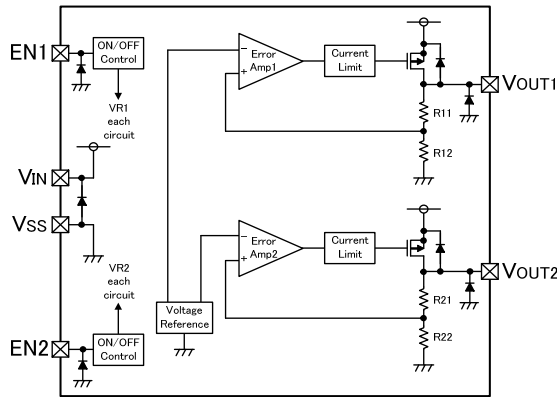 EN1
ON/OFF
Control
VR1
each
circuit
VIN
VSS
VR2
each
circuit
EN2
ON/OFF
Control
−
+
Error
Amp1
Current
Limit
VOUT1
R11
R12
−
+
Error
Amp2
Current
Limit
VOUT2
R21
R22
Voltage
Reference